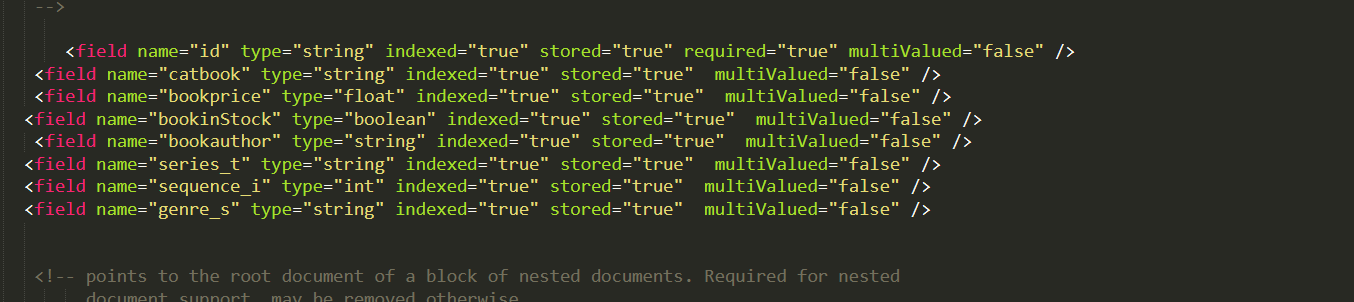 -->
<field name="id" type="string" indexed="true" stored="true" required="true" multiValued="false" />
<field name="catbook" type="string" indexed="true" stored="true"  multiValued="false" />
<field name="bookprice" type="float" indexed="true" stored="true"  multiValued="false" />
<field name="bookinStock" type="boolean" indexed="true" stored="true"  multiValued="false" />
<field name="bookauthor" type="string" indexed="true" stored="true"  multiValued="false" />
<field name="series_t" type="string" indexed="true" stored="true"  multiValued="false" />
<field name="sequence_i" type="int" indexed="true" stored="true"  multiValued="false" />
<field name="genre_s" type="string" indexed="true" stored="true"  multiValued="false" />
<!-- points to the root document of a block of nested documents. Required for nested
document support, may be removed otherwise